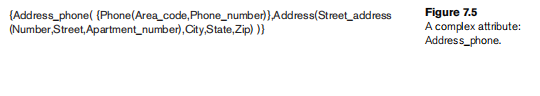 {Address_phone( {Phone(Area_code,Phone_number)},Address(Street_address
(Number,Street,Apartment_number),City,State,Zip) )}
Figure 7.5
A complex attribute:
Address_phone.